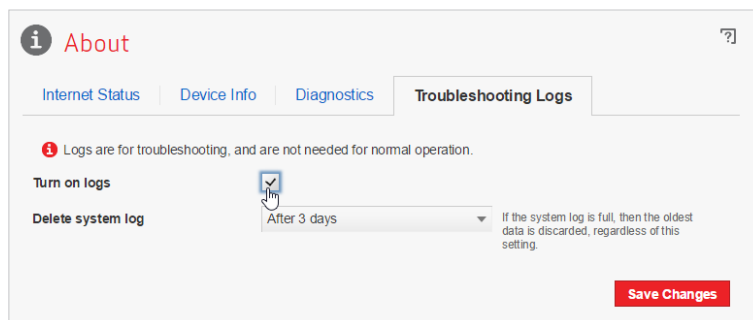 About
?
Internet Status Device Info Diagnostics Troubleshooting Logs
Logs are for troubleshooting, and are not needed for normal operation.
Turn on logs
Delete system log After 3 days If the system log is full, then the oldest
data is discarded, regardless of this
setting.
Save Changes